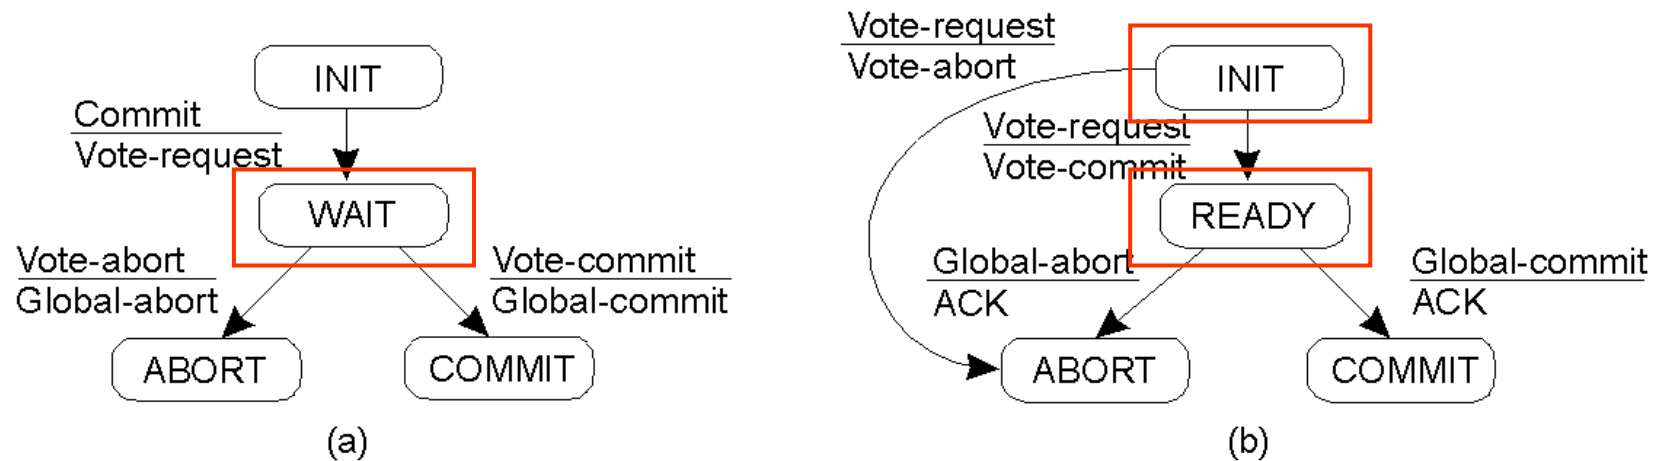 INIT
Commit
Vote-request
WAIT
Vote-abort
Global-abort
Vote-commit
Global-commit
ABORT
COMMIT
(a)
Vote-request
Vote-abort
INIT
Vote-request
Vote-commit
READY
Global-abort
ACK
Global-commit
ACK
ABORT
COMMIT
(b)